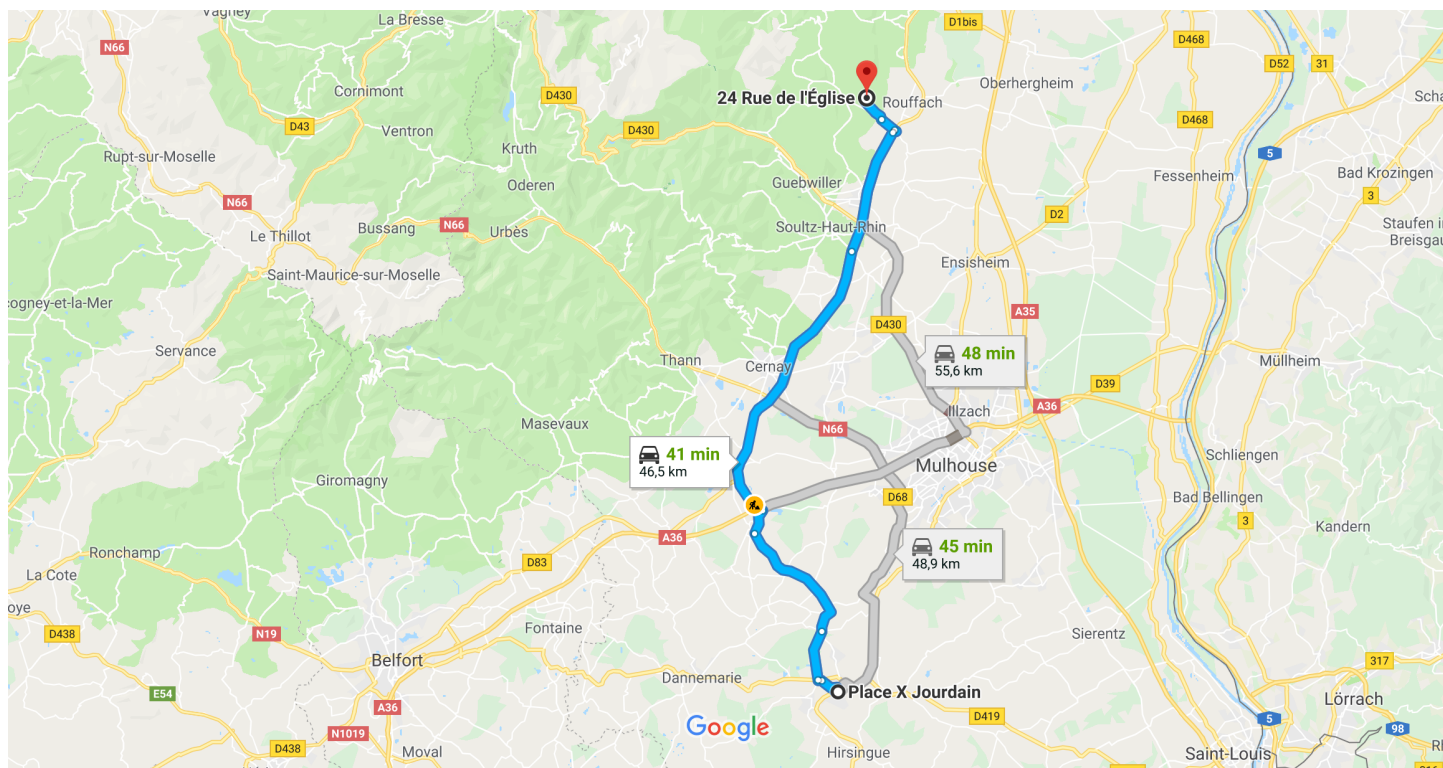 Vagney
La Bresse
D1bis
D468
N66
D52
31
Cornimont
D430
24 Rue de l'Église
Rouffach
Oberhergheim
D43
Ventron
D430
D468
Kruth
5
Rupt-sur-Moselle
Oderen
Guebwiller
Fessenheim
Bad Krozingen
3
N66
D2
Le Thillot
Bussang
N66
Urbès
Soultz-Haut-Rhin
Staufen i
Breisgau
Saint-Maurice-sur-Moselle
Ensisheim
cogney-et-la-Mer
A35
D430
Servance
Thann
Cernay
48 min
55,6 km
Müllheim
D39
Illzach
A36
Masevaux
N66
41 min
46,5 km
Mulhouse
Schliengen
Giromagny
D68
Bad Bellingen
3
Kandern
A36
45 min
48,9 km
Ronchamp
D83
La Cote
oye
D438
N19
Fontaine
Sierentz
Belfort
317
Dannemarie
Place X Jourdain
E54
Lörrach
A36
D419
5
98
Google
N1019
D438
Moval
Hirsingue
Saint-Louis